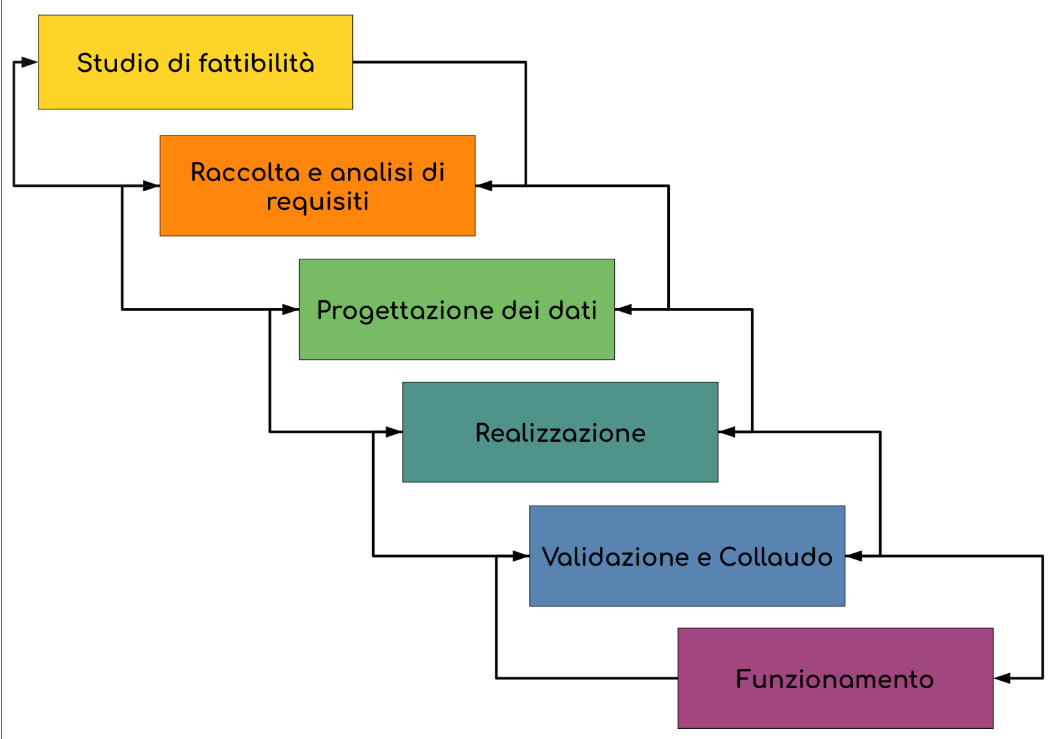 Studio di fattibilità
Raccolta e analisi di
requisiti
Progettazione dei dati
Realizzazione
Validazione e Collaudo
Funzionamento